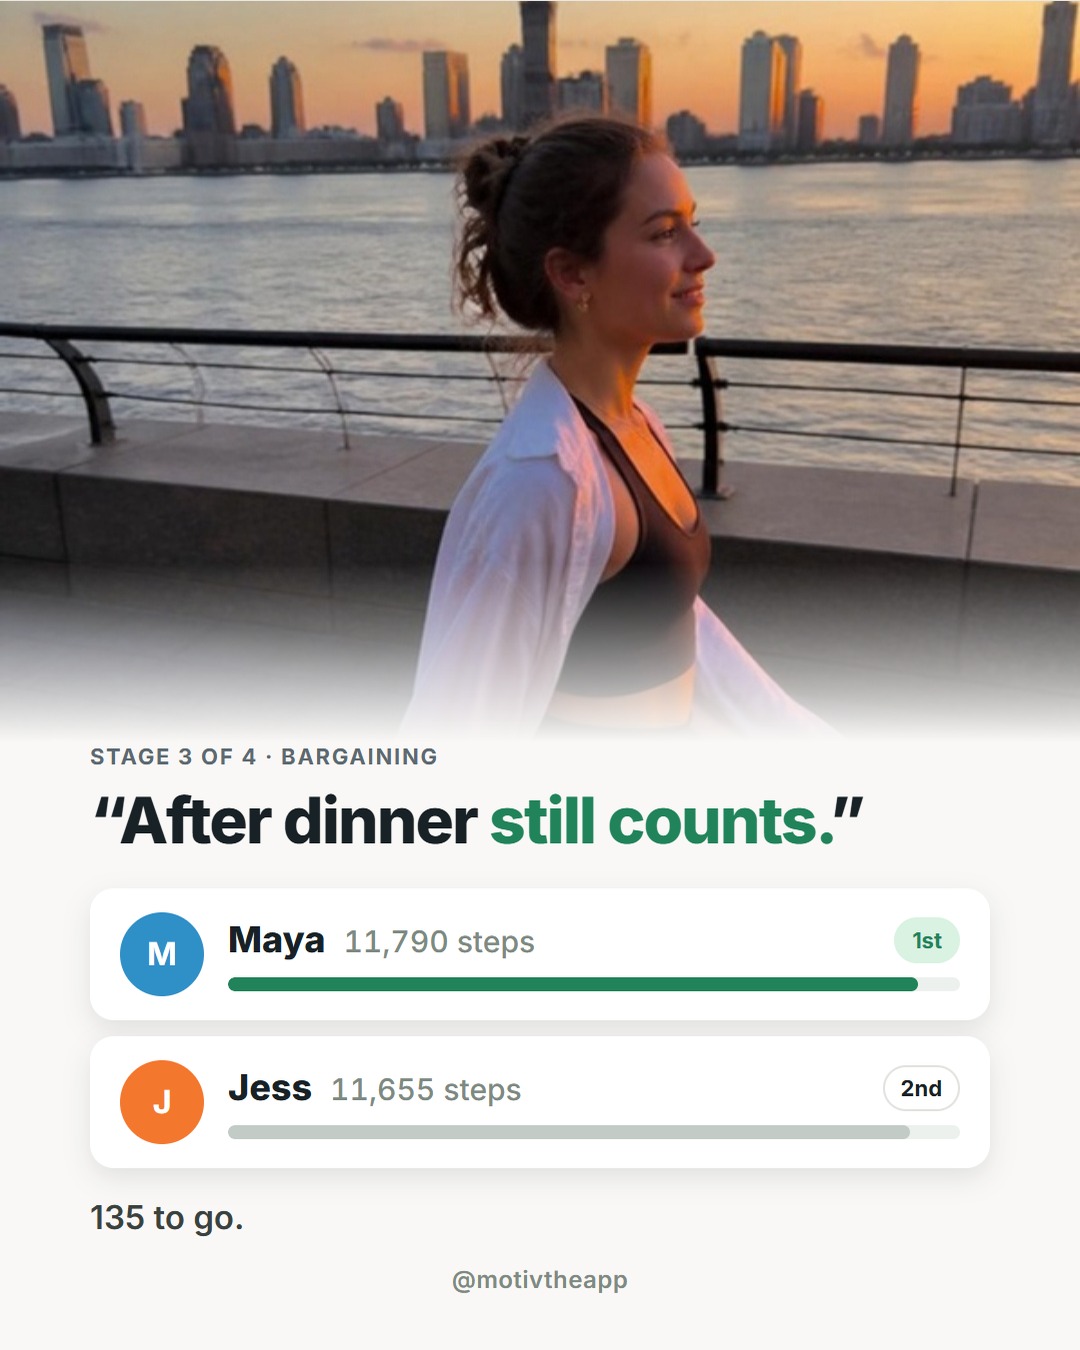 STAGE 3 OF 4 · BARGAINING
“After dinner still counts.”
M
Maya 11,790 steps
1st
J
Jess 11,655 steps
2nd
135 to go.
@motivtheapp